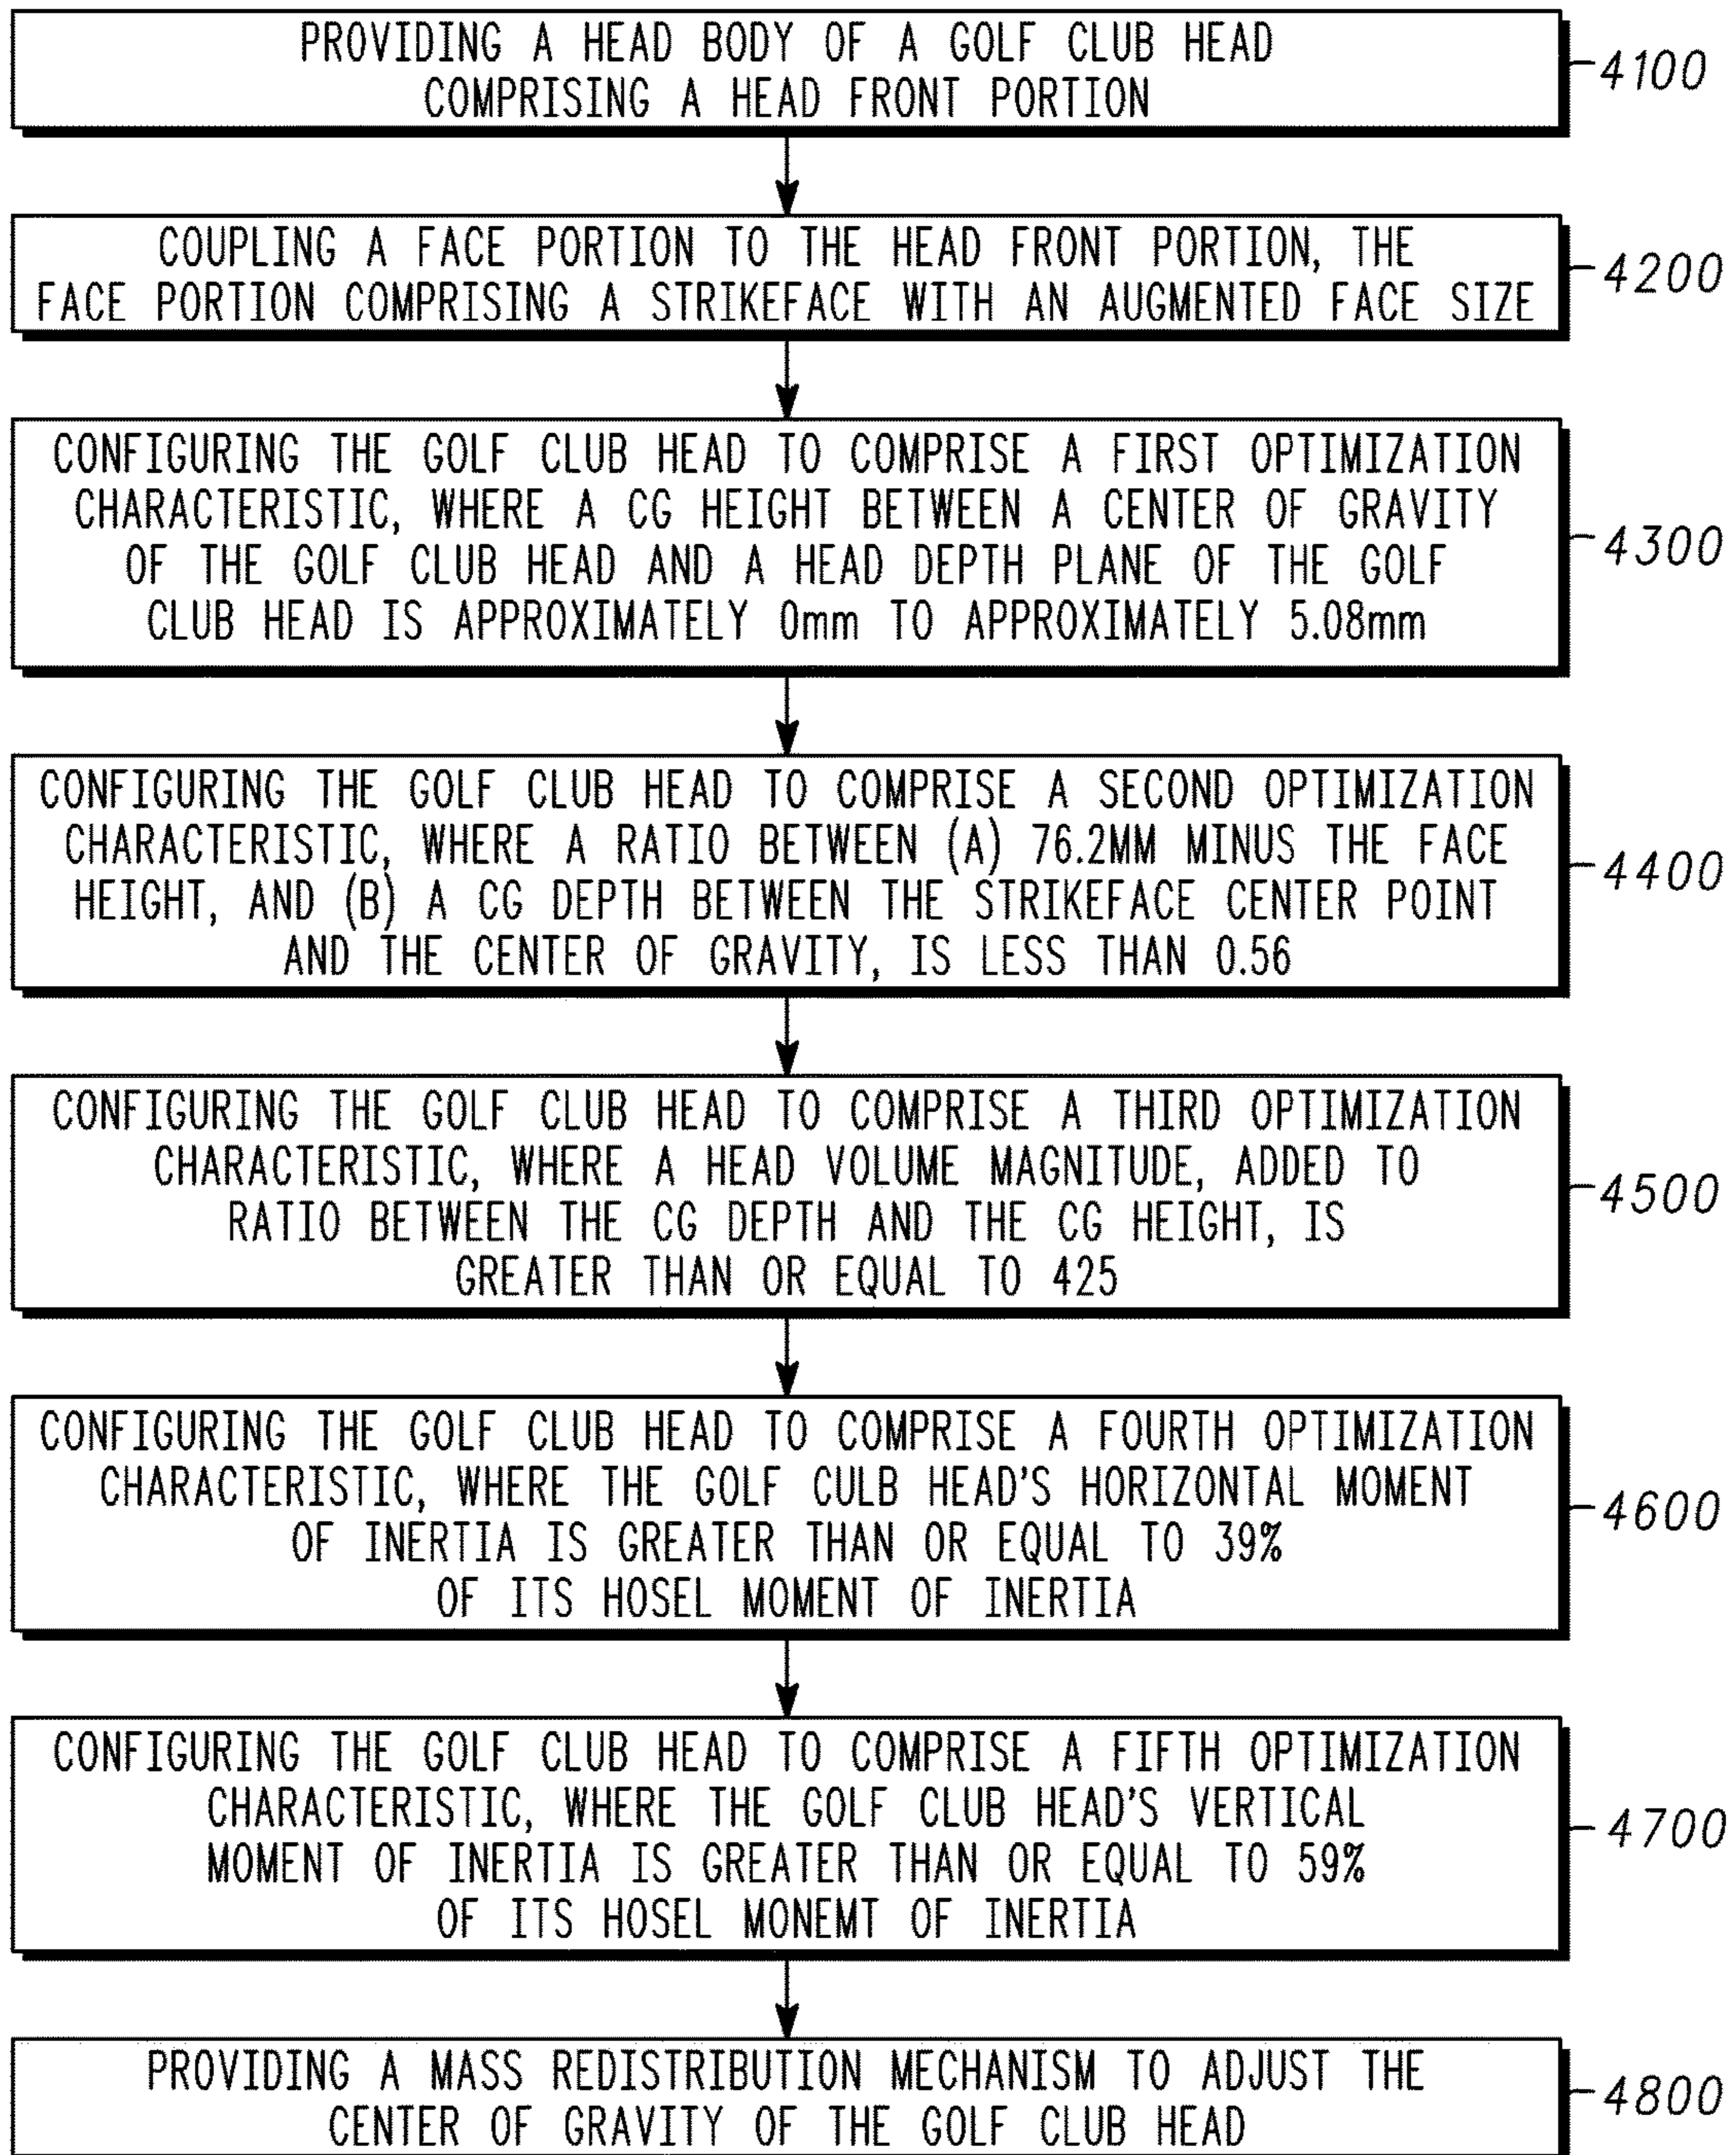 PROVIDING A HEAD BODY OF A GOLF CLUB HEAD
COMPRISING A HEAD FRONT PORTION
4100
COUPLING A FACE PORTION TO THE HEAD FRONT PORTION, THE
FACE PORTION COMPRISING A STRIKEFACE WITH AN AUGMENTED FACE SIZE
4200
CONFIGURING THE GOLF CLUB HEAD TO COMPRISE A FIRST OPTIMIZATION
CHARACTERISTIC, WHERE A CG HEIGHT BETWEEN A CENTER OF GRAVITY
OF THE GOLF CLUB HEAD AND A HEAD DEPTH PLANE OF THE GOLF
CLUB HEAD IS APPROXIMATELY 0mm TO APPROXIMATELY 5.08mm
4300
CONFIGURING THE GOLF CLUB HEAD TO COMPRISE A SECOND OPTIMIZATION
CHARACTERISTIC, WHERE A RATIO BETWEEN (A) 76.2MM MINUS THE FACE
HEIGHT, AND (B) A CG DEPTH BETWEEN THE STRIKEFACE CENTER POINT
AND THE CENTER OF GRAVITY, IS LESS THAN 0.56
4400
CONFIGURING THE GOLF CLUB HEAD TO COMPRISE A THIRD OPTIMIZATION
CHARACTERISTIC, WHERE A HEAD VOLUME MAGNITUDE, ADDED TO
RATIO BETWEEN THE CG DEPTH AND THE CG HEIGHT, IS
GREATER THAN OR EQUAL TO 425
4500
CONFIGURING THE GOLF CLUB HEAD TO COMPRISE A FOURTH OPTIMIZATION
CHARACTERISTIC, WHERE THE GOLF CULB HEAD'S HORIZONTAL MOMENT
OF INERTIA IS GREATER THAN OR EQUAL TO 39%
OF ITS HOSEL MOMENT OF INERTIA
4600
CONFIGURING THE GOLF CLUB HEAD TO COMPRISE A FIFTH OPTIMIZATION
CHARACTERISTIC, WHERE THE GOLF CLUB HEAD'S VERTICAL
MOMENT OF INERTIA IS GREATER THAN OR EQUAL TO 59%
OF ITS HOSEL MONEMT OF INERTIA
4700
PROVIDING A MASS REDISTRIBUTION MECHANISM TO ADJUST THE
CENTER OF GRAVITY OF THE GOLF CLUB HEAD
4800